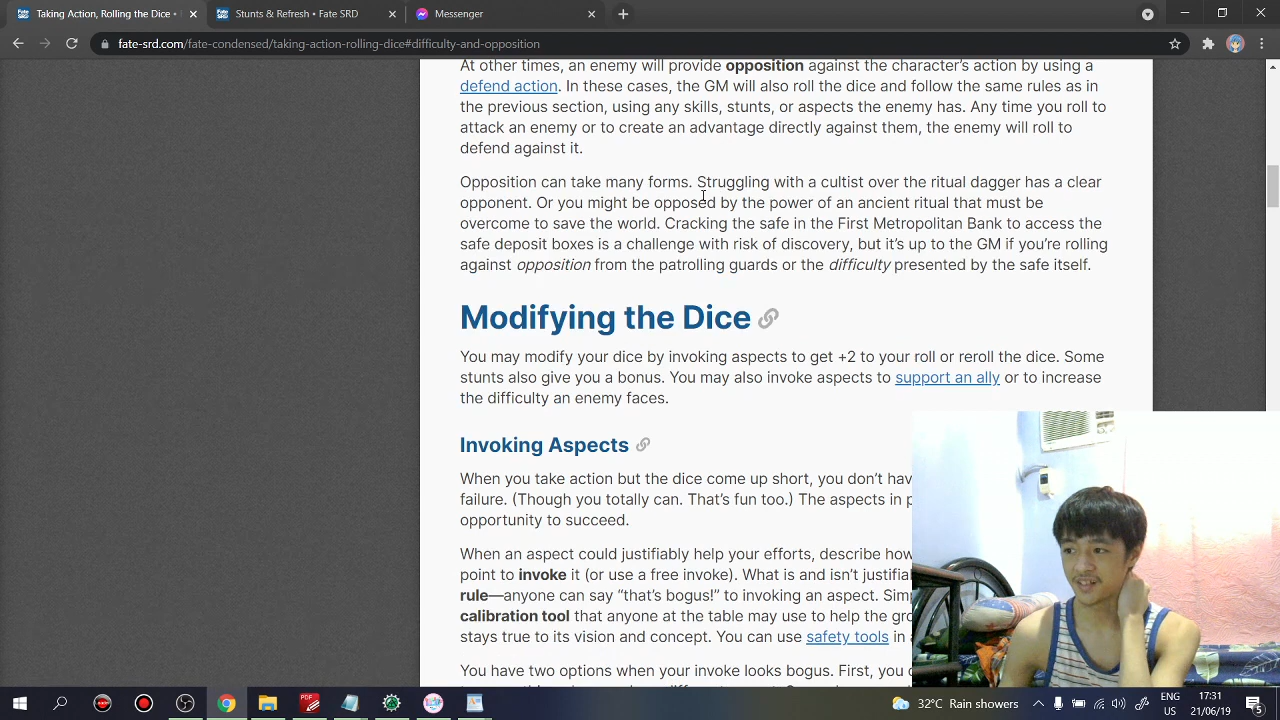 Taking Action, Rolling the Dice •
Stunts & Refresh • Fate SRD
Messenger
fate-srd.com/fate-condensed/taking-action-rolling-dice#difficulty-and-opposition
At other times, an enemy will provide opposition against the character's action by using a
defend action. In these cases, the GM will also roll the dice and follow the same rules as in
the previous section, using any skills, stunts, or aspects the enemy has. Any time you roll to
attack an enemy or to create an advantage directly against them, the enemy will roll to
defend against it.
Opposition can take many forms. Struggling with a cultist over the ritual dagger has a clear
opponent. Or you might be opposed by the power of an ancient ritual that must be
overcome to save the world. Cracking the safe in the First Metropolitan Bank to access the
safe deposit boxes is a challenge with risk of discovery, but it's up to the GM if you're rolling
against opposition from the patrolling guards or the difficulty presented by the safe itself.
Modifying the Dice
You may modify your dice by invoking aspects to get +2 to your roll or reroll the dice. Some
stunts also give you a bonus. You may also invoke aspects to support an ally or to increase
the difficulty an enemy faces.
Invoking Aspects
When you take action but the dice come up short, you don't hav
failure. (Though you totally can. That's fun too.) The aspects in p
opportunity to succeed.
When an aspect could justifiably help your efforts, describe how
point to invoke it (or use a free invoke). What is and isn't justifia
rule—anyone can say “that's bogus!” to invoking an aspect. Sim
calibration tool that anyone at the table may use to help the gro
stays true to its vision and concept. You can use safety tools in
You have two options when your invoke looks bogus. First, you
PDF
32°C Rain showers
ENG
US
17:31
21/06/19
5